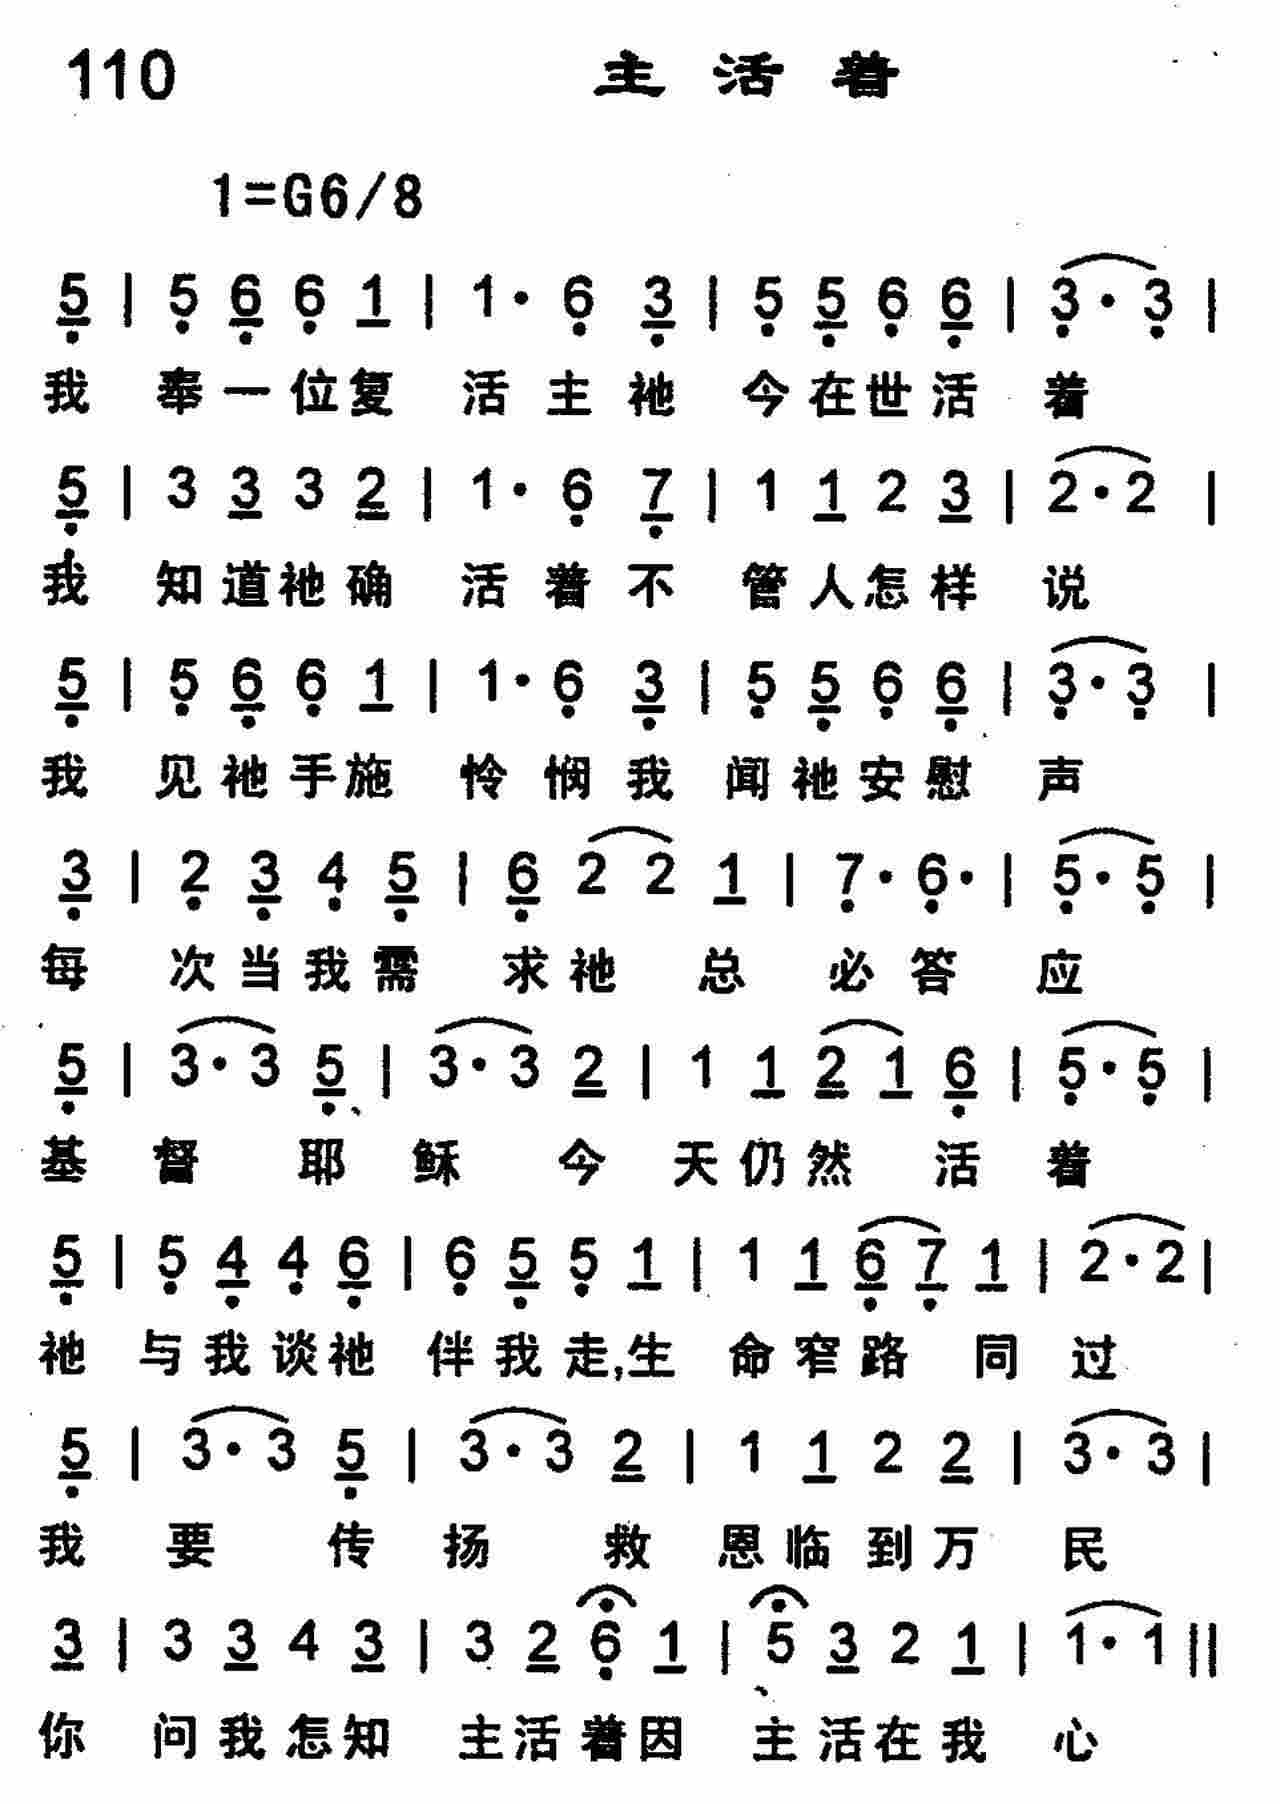 110 主活着
1=G6/8
5 | 5 6 6 1 | 1· 6 3 | 5 5 6 6 | 3·3 |
我 奉一位复 活主祂 今在世活 着
5 | 3 3 3 2 | 1· 6 7 | 1 1 2 3 | 2·2 |
我 知道祂确 活着不 管人怎样 说
5 | 5 6 6 1 | 1· 6 3 | 5 5 6 6 | 3·3 |
我 见祂手施 怜悯我 闻祂安慰 声
3 | 2 3 4 5 | 6 2 2 1 | 7· 6· | 5·5 |
每 次当我需 求祂总 必答 应
5 | 3·3 5 | 3·3 2 | 1 1 2 1 6 | 5·5 |
基 督 耶 稣 今 天仍然 活 着
5 | 5 4 4 6 | 6 5 5 1 | 1 1 6 7 1 | 2·2 |
祂 与我谈祂 伴我走,生 命窄路 同 过
5 | 3·3 5 | 3·3 2 | 1 1 2 2 | 3·3 |
我 要 传 扬 救 恩临到万 民
3 | 3 3 4 3 | 3 2 6 1 | 5 3 2 1 | 1·1 ||
你 问我怎知 主活着因 主活在我 心